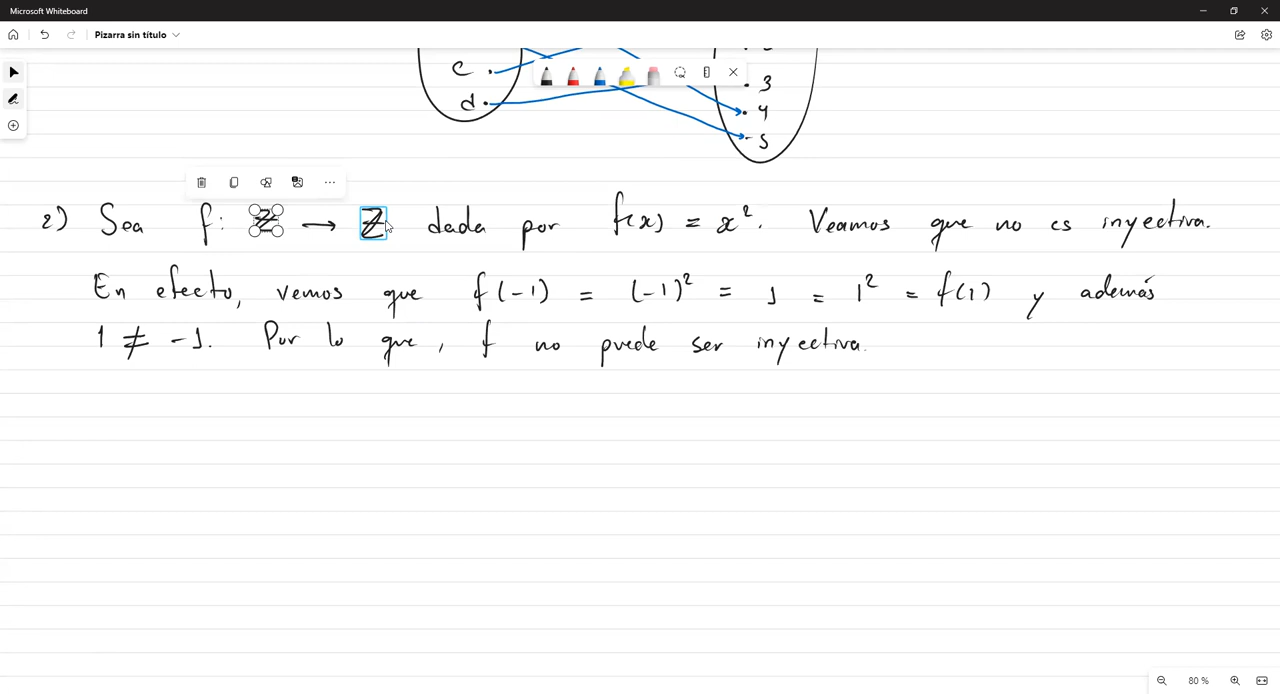 Microsoft Whiteboard
Pizarra sin título
c
d
3
4
5
2) Sea f: ℤ → ℤ dada por f(x) = x². Veamos que no es inyectiva.
En efecto, vemos que f(-1) = (-1)² = 1 = 1² = f(1) y además
1 ≠ -1. Por lo que, f no puede ser inyectiva.
80 %